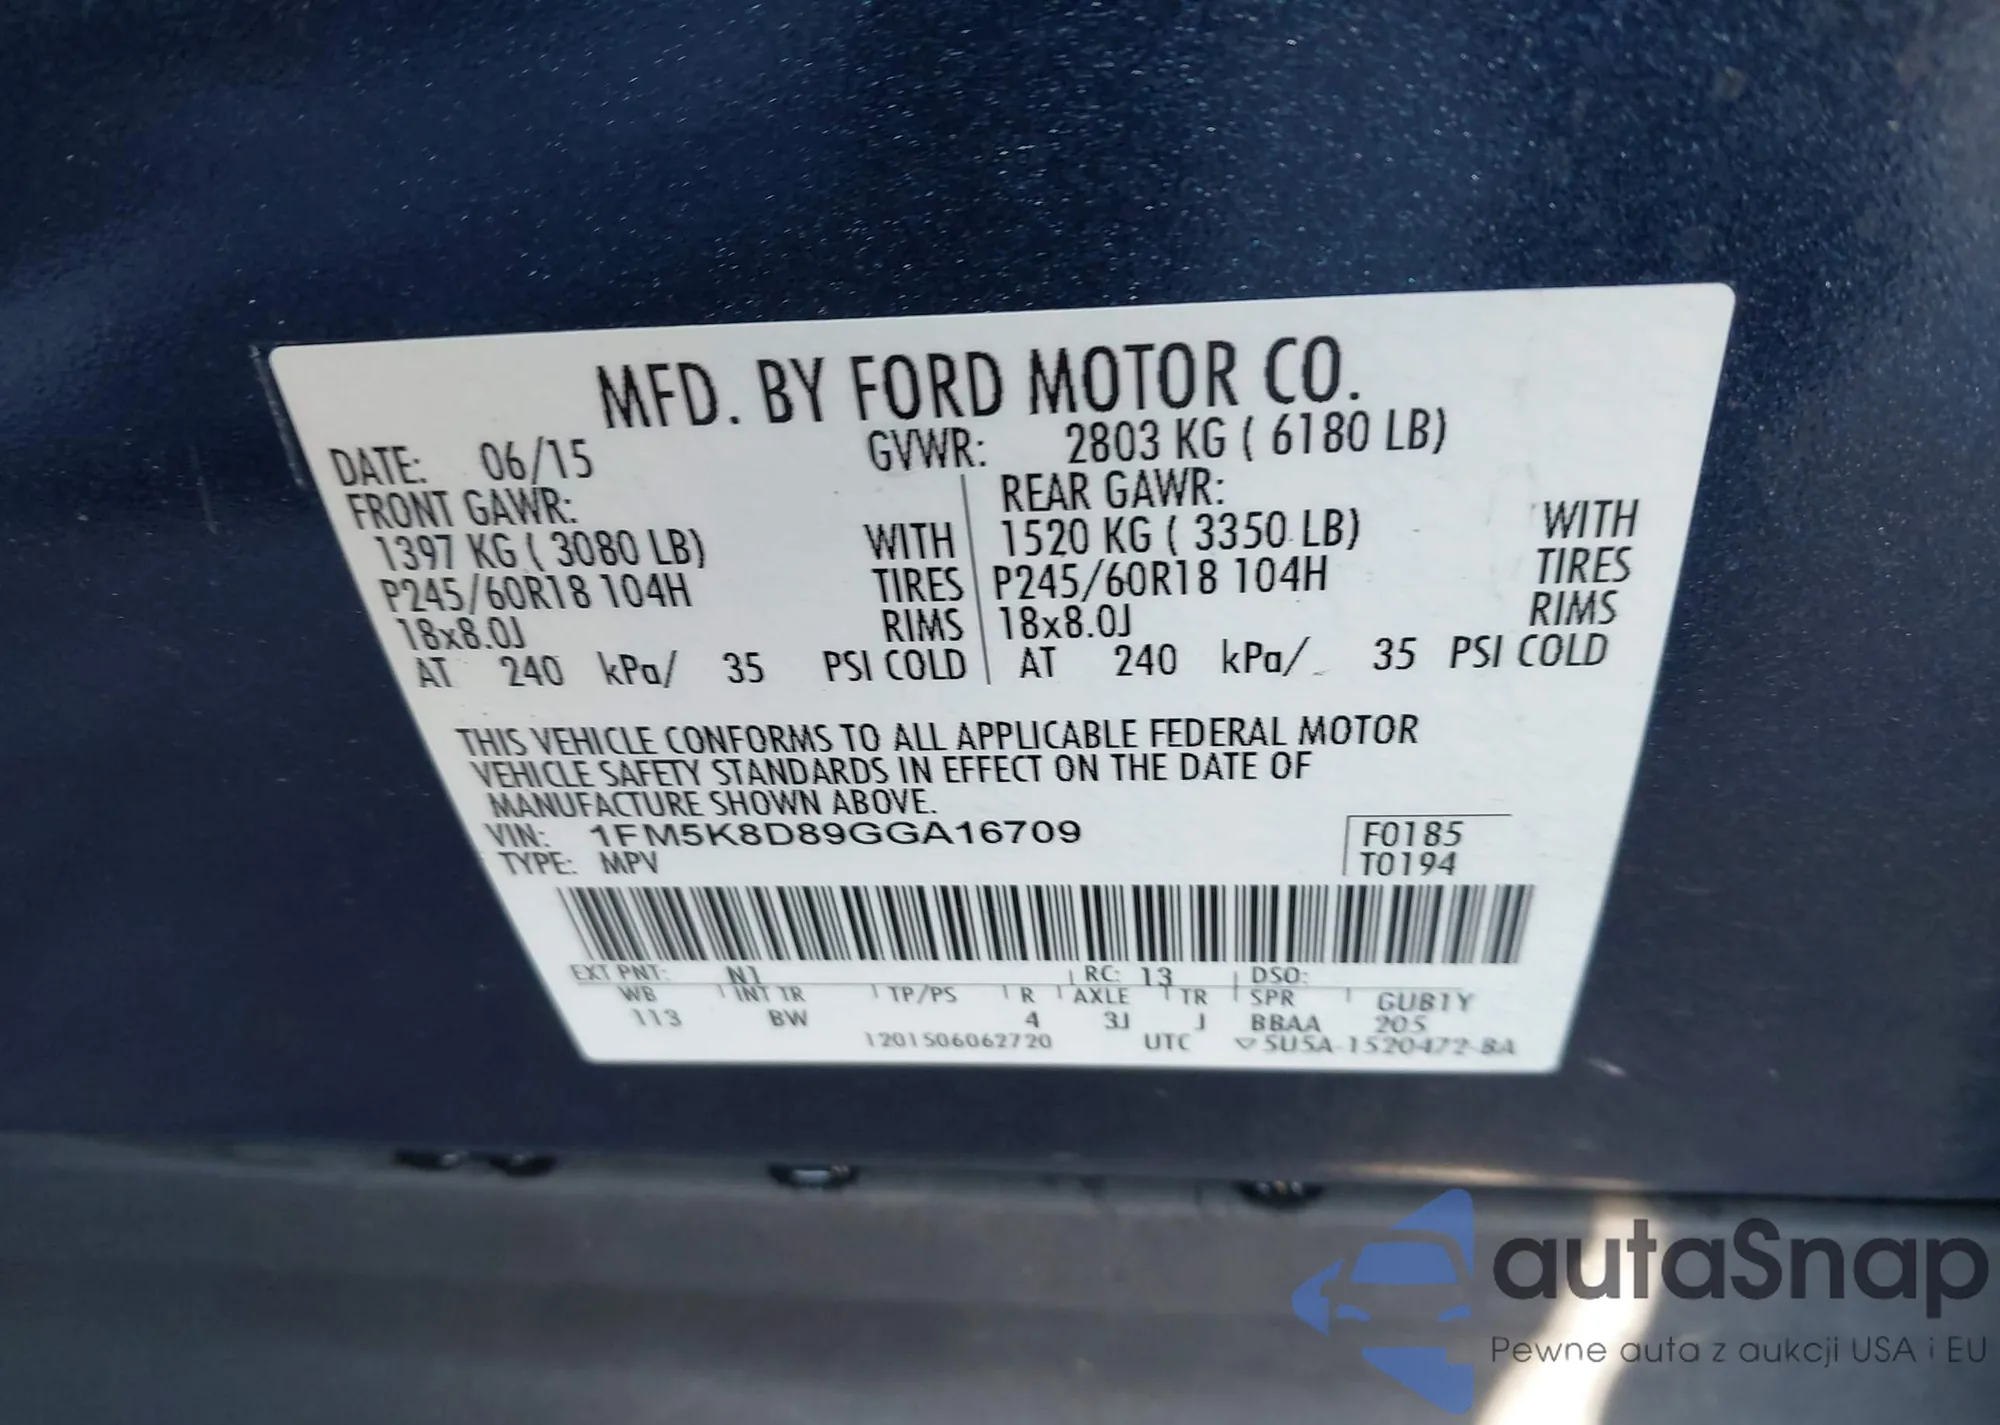 MFD. BY FORD MOTOR CO.
DATE: 06/15 GVWR: 2803 KG ( 6180 LB)
FRONT GAWR: REAR GAWR:
1397 KG ( 3080 LB) WITH 1520 KG ( 3350 LB) WITH
P245/60R18 104H TIRES P245/60R18 104H TIRES
18x8.0J RIMS 18x8.0J RIMS
AT 240 kPa/ 35 PSI COLD AT 240 kPa/ 35 PSI COLD
THIS VEHICLE CONFORMS TO ALL APPLICABLE FEDERAL MOTOR
VEHICLE SAFETY STANDARDS IN EFFECT ON THE DATE OF
MANUFACTURE SHOWN ABOVE.
VIN: 1FM5K8D89GGA16709 F0185
TYPE: MPV T0194
EXT PNT: N1 RC: 13 DSO:
WB INT TR TP/PS R AXLE TR SPR GUB1Y
113 BW 4 3J J BBAA 205
1201506062720 UTC ▽5U5A-1520472-BA
autaSnap
Pewne auta z aukcji USA i EU